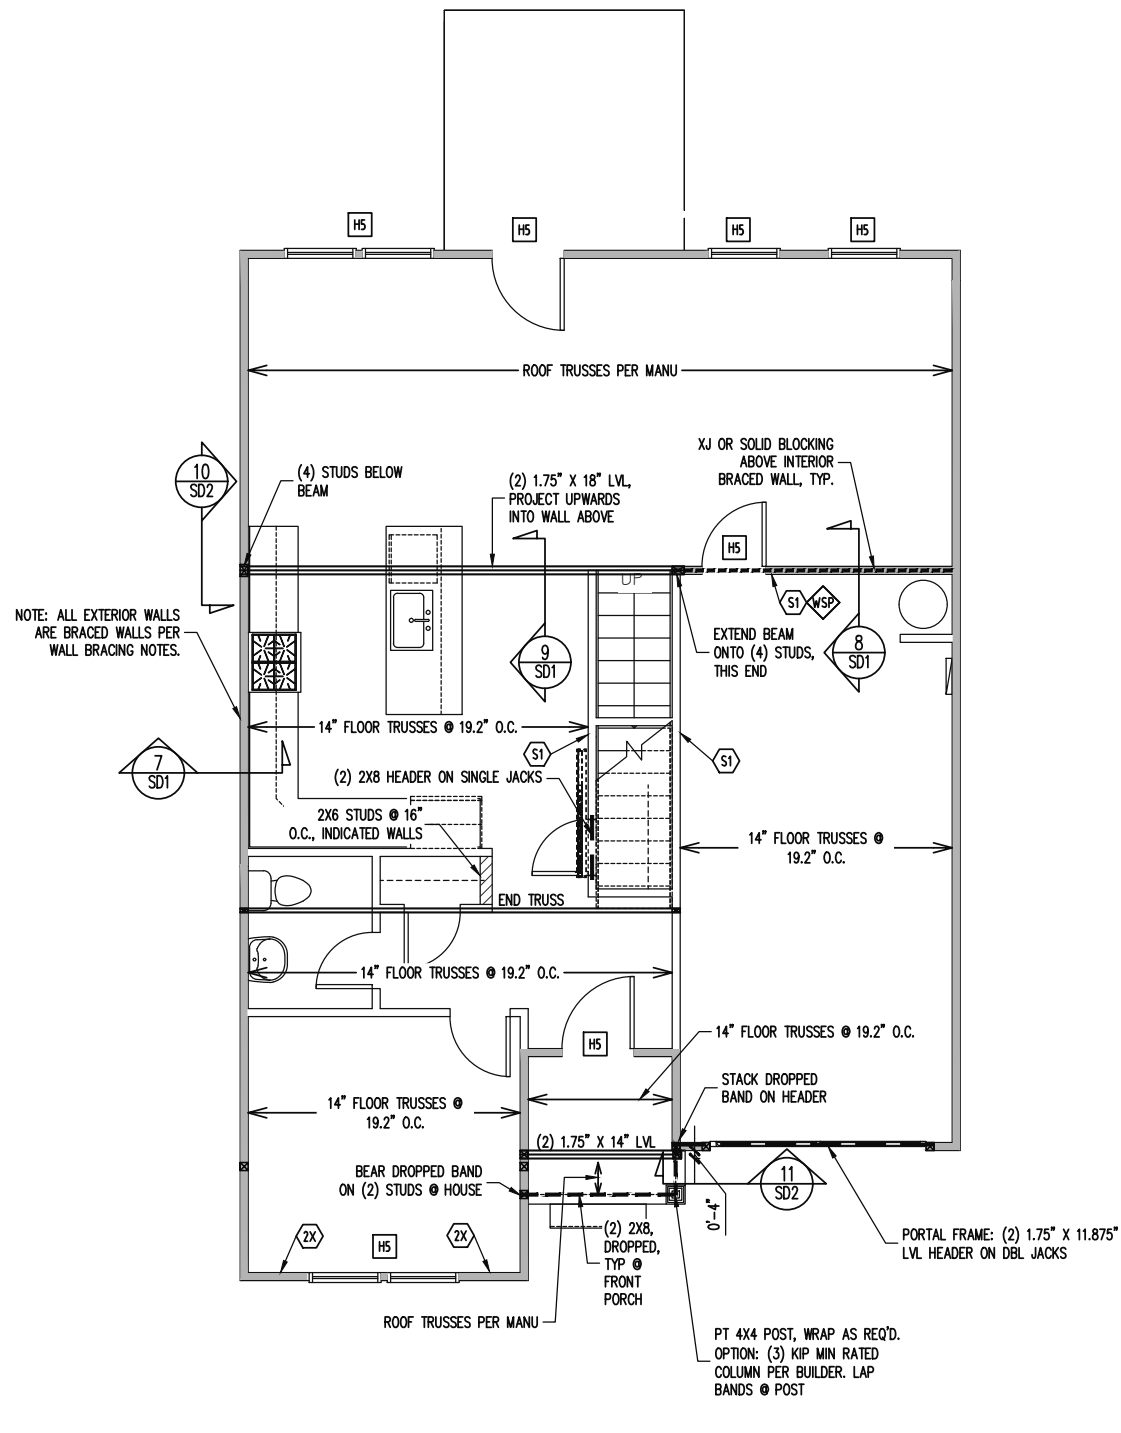 H5
H5
H5
H5
ROOF TRUSSES PER MANU
XJ OR SOLID BLOCKING
ABOVE INTERIOR
BRACED WALL, TYP.
10
SD2
(4) STUDS BELOW
BEAM
(2) 1.75" X 18" LVL,
PROJECT UPWARDS
INTO WALL ABOVE
H5
UP
S1
WSP
NOTE: ALL EXTERIOR WALLS
ARE BRACED WALLS PER
WALL BRACING NOTES.
EXTEND BEAM
ONTO (4) STUDS,
THIS END
8
SD1
9
SD1
14" FLOOR TRUSSES @ 19.2" O.C.
S1
S1
7
SD1
(2) 2X8 HEADER ON SINGLE JACKS
2X6 STUDS @ 16"
O.C., INDICATED WALLS
14" FLOOR TRUSSES @
19.2" O.C.
END TRUSS
14" FLOOR TRUSSES @ 19.2" O.C.
H5
14" FLOOR TRUSSES @ 19.2" O.C.
STACK DROPPED
BAND ON HEADER
14" FLOOR TRUSSES @
19.2" O.C.
(2) 1.75" X 14" LVL
BEAR DROPPED BAND
ON (2) STUDS @ HOUSE
11
SD2
0'-4"
2X
H5
2X
(2) 2X8,
DROPPED,
TYP @
FRONT
PORCH
PORTAL FRAME: (2) 1.75" X 11.875"
LVL HEADER ON DBL JACKS
ROOF TRUSSES PER MANU
PT 4X4 POST, WRAP AS REQ'D.
OPTION: (3) KIP MIN RATED
COLUMN PER BUILDER. LAP
BANDS @ POST